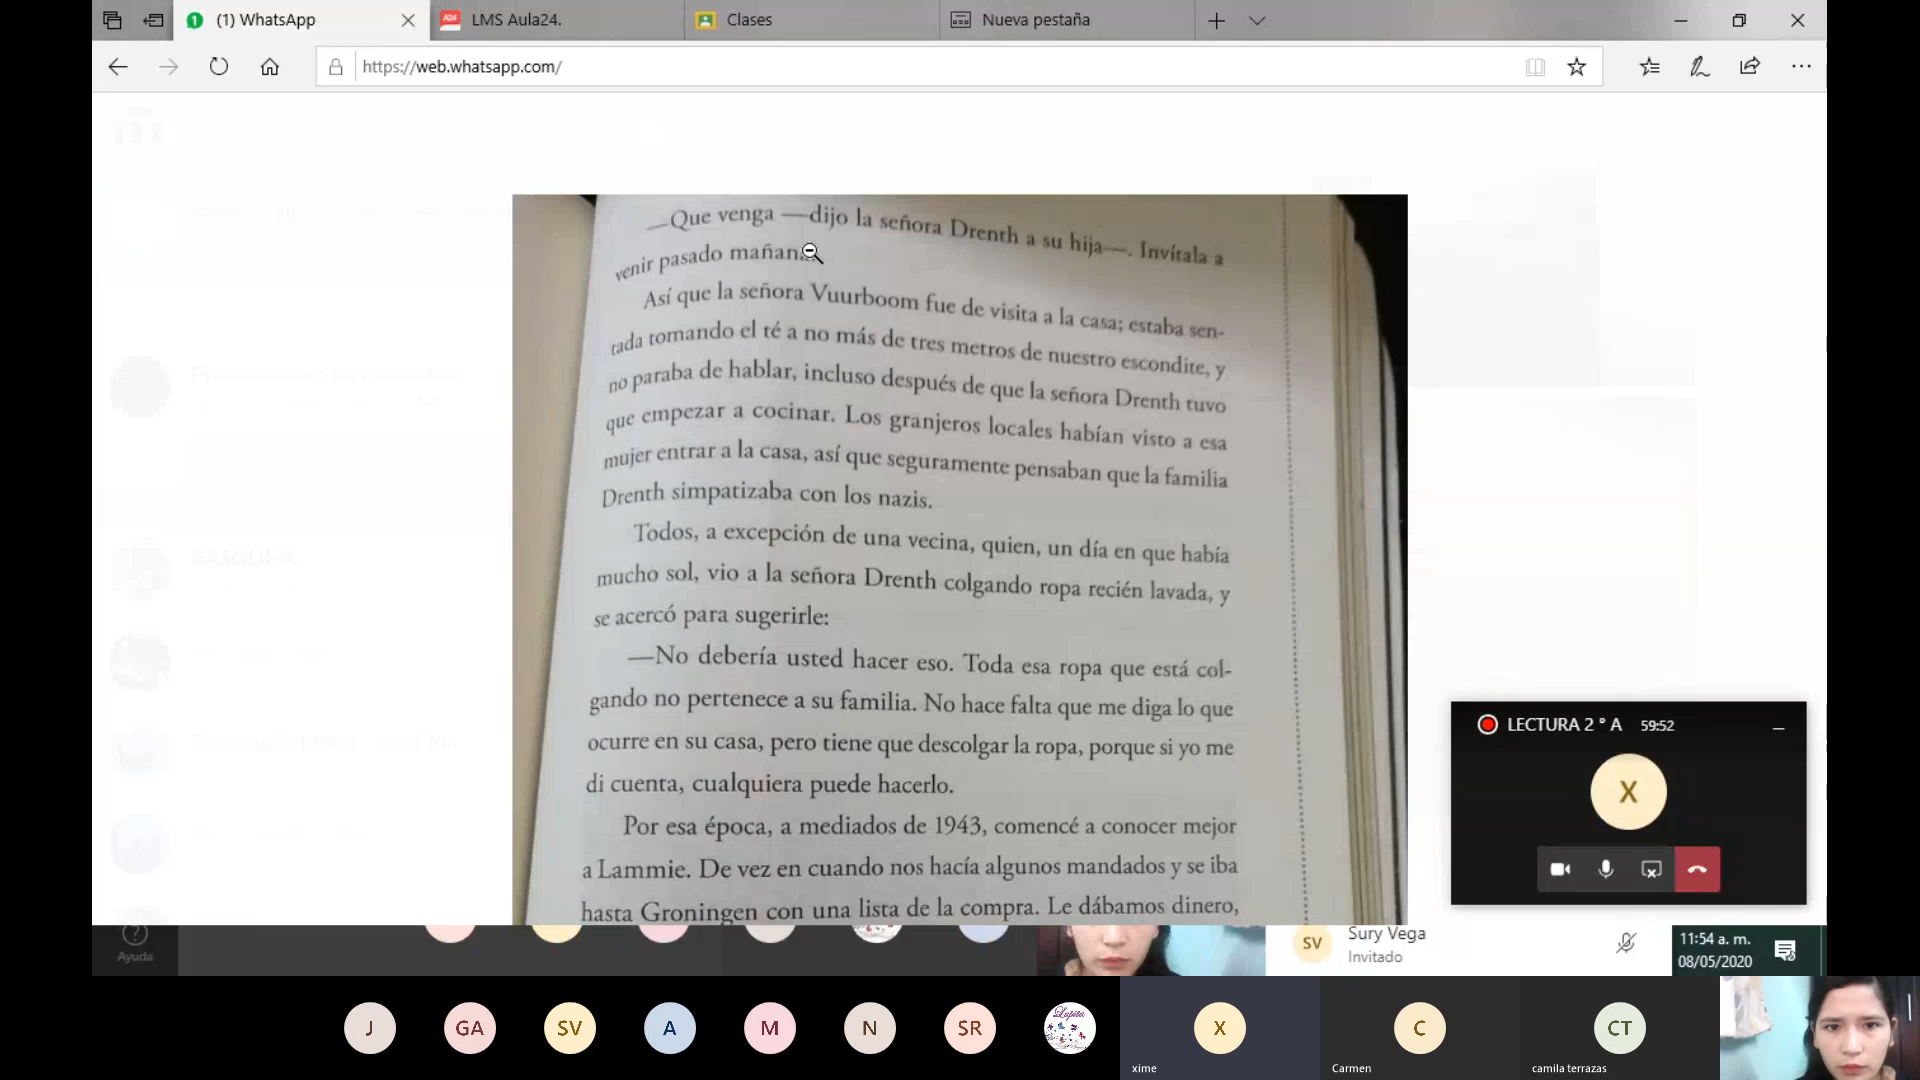 (1) WhatsApp
LMS Aula24.
Clases
Nueva pestaña
https://web.whatsapp.com/
—Que venga —dijo la señora Drenth a su hija—. Invítala a
venir pasado mañana.
Así que la señora Vuurboom fue de visita a la casa; estaba sen-
tada tomando el té a no más de tres metros de nuestro escondite, y
no paraba de hablar, incluso después de que la señora Drenth tuvo
que empezar a cocinar. Los granjeros locales habían visto a esa
mujer entrar a la casa, así que seguramente pensaban que la familia
Drenth simpatizaba con los nazis.
Todos, a excepción de una vecina, quien, un día en que había
mucho sol, vio a la señora Drenth colgando ropa recién lavada, y
se acercó para sugerirle:
—No debería usted hacer eso. Toda esa ropa que está col-
gando no pertenece a su familia. No hace falta que me diga lo que
ocurre en su casa, pero tiene que descolgar la ropa, porque si yo me
di cuenta, cualquiera puede hacerlo.
Por esa época, a mediados de 1943, comencé a conocer mejor
a Lammie. De vez en cuando nos hacía algunos mandados y se iba
hasta Groningen con una lista de la compra. Le dábamos dinero,
LECTURA 2 ° A 59:52
X
Ayuda
SV
Sury Vega
Invitado
11:54 a. m.
08/05/2020
J
GA
SV
A
M
N
SR
Lupita
X
C
CT
xime
Carmen
camila terrazas